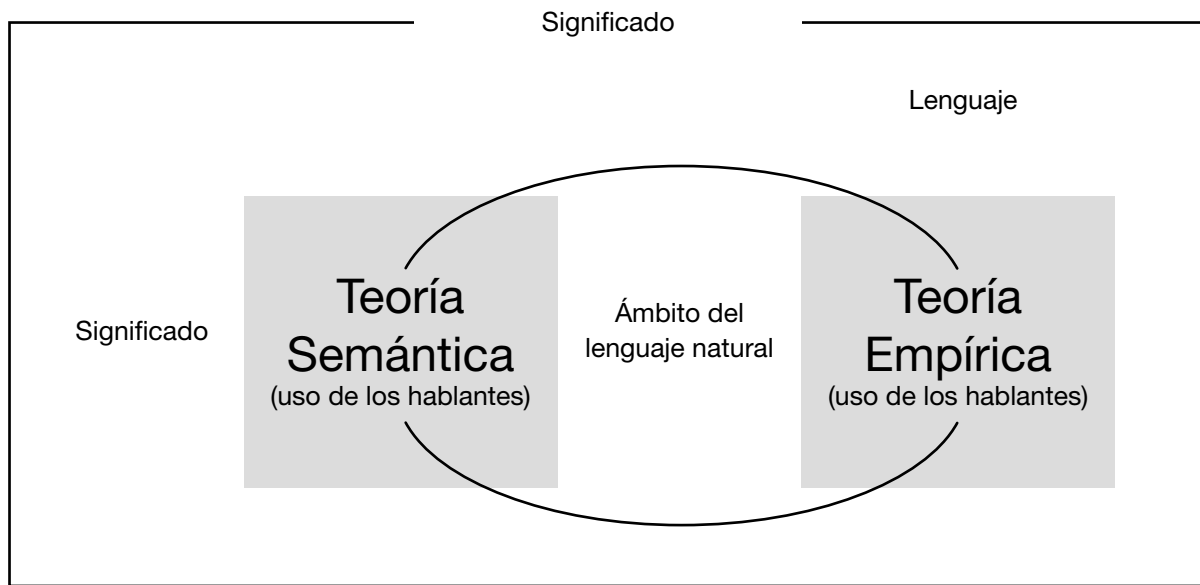 Significado
Lenguaje
Teoría
Semántica
(uso de los hablantes)
Significado
Ámbito del
lenguaje natural
Teoría
Empírica
(uso de los hablantes)